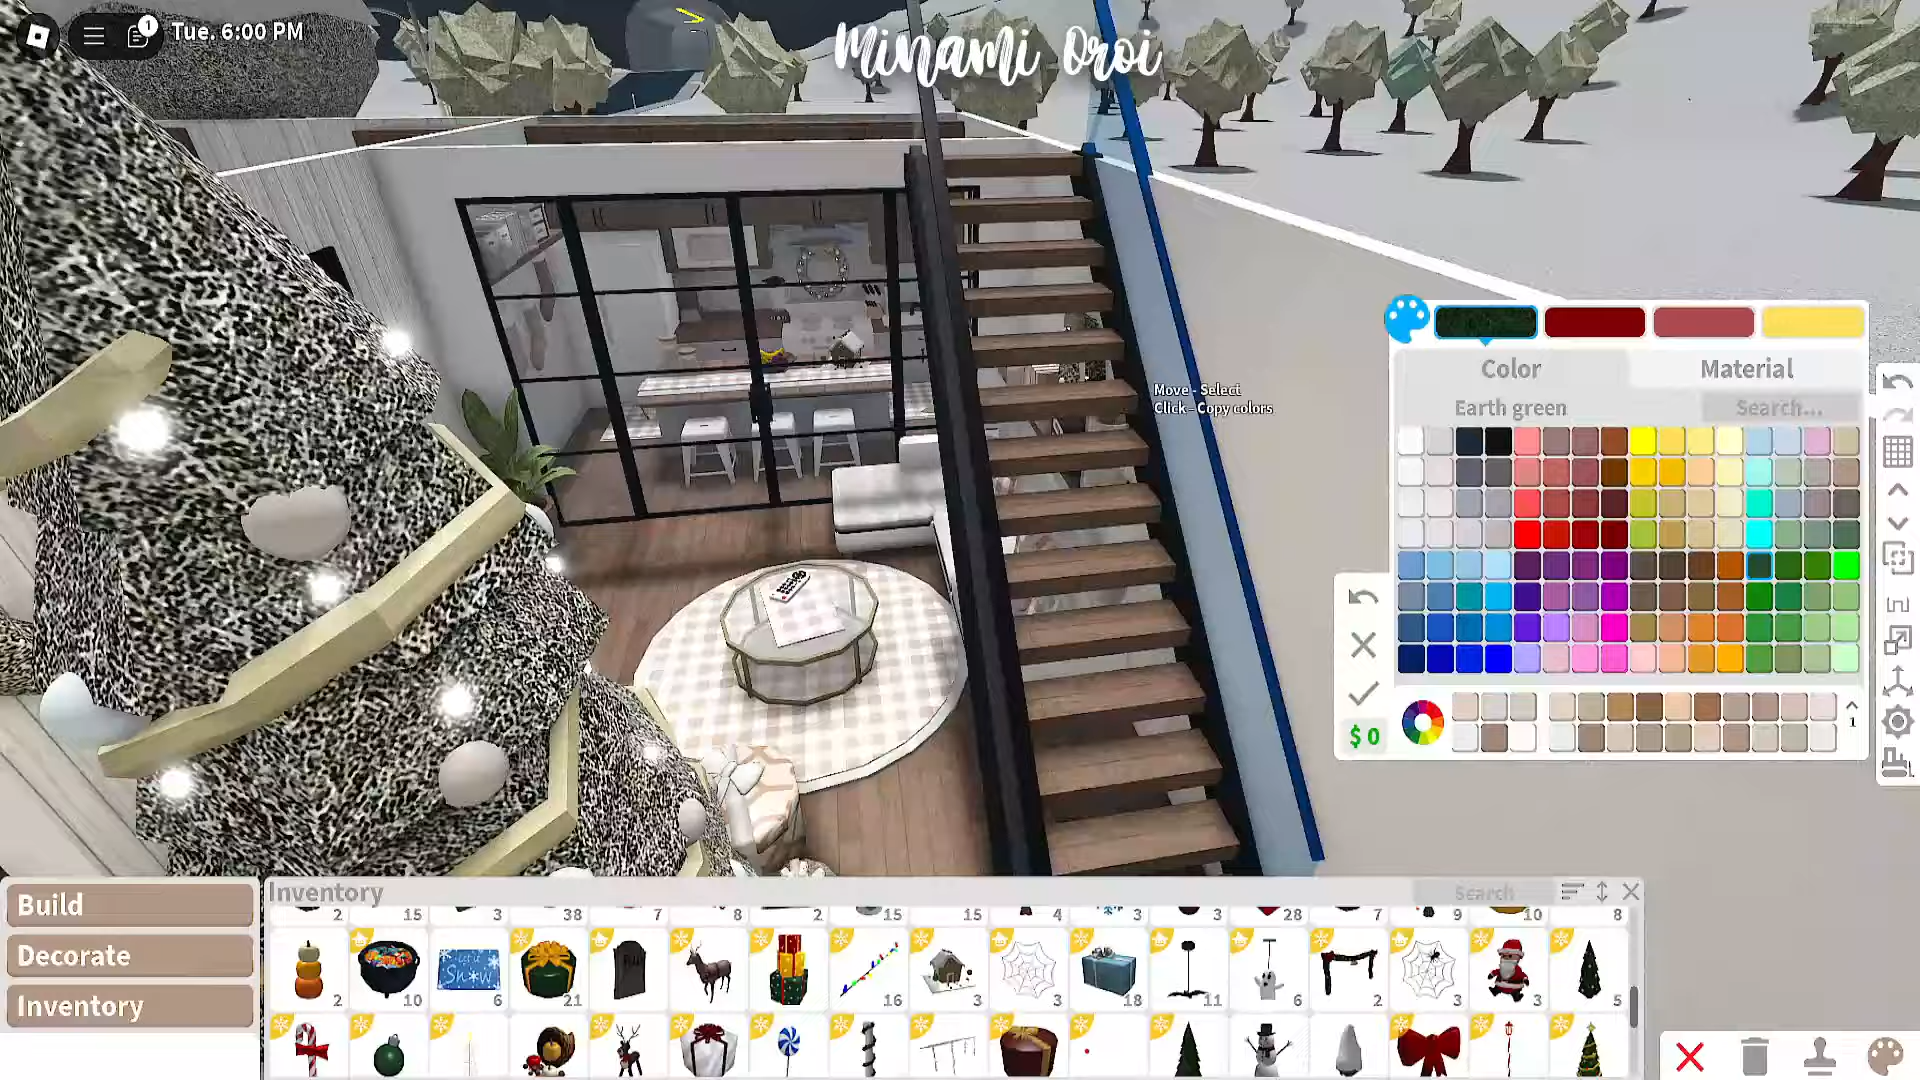 1
Tue. 6:00 PM
Minami Oroi
Move - Select
Click - Copy colors
Color
Material
Earth green
Search...
1
$ 0
Build
Decorate
Inventory
Inventory
Search
2 15 3 38 7 8 2 15 15 4 3 3 28 7 9 10 8
2 10 6 21 16 3 3 18 11 6 2 3 3 5